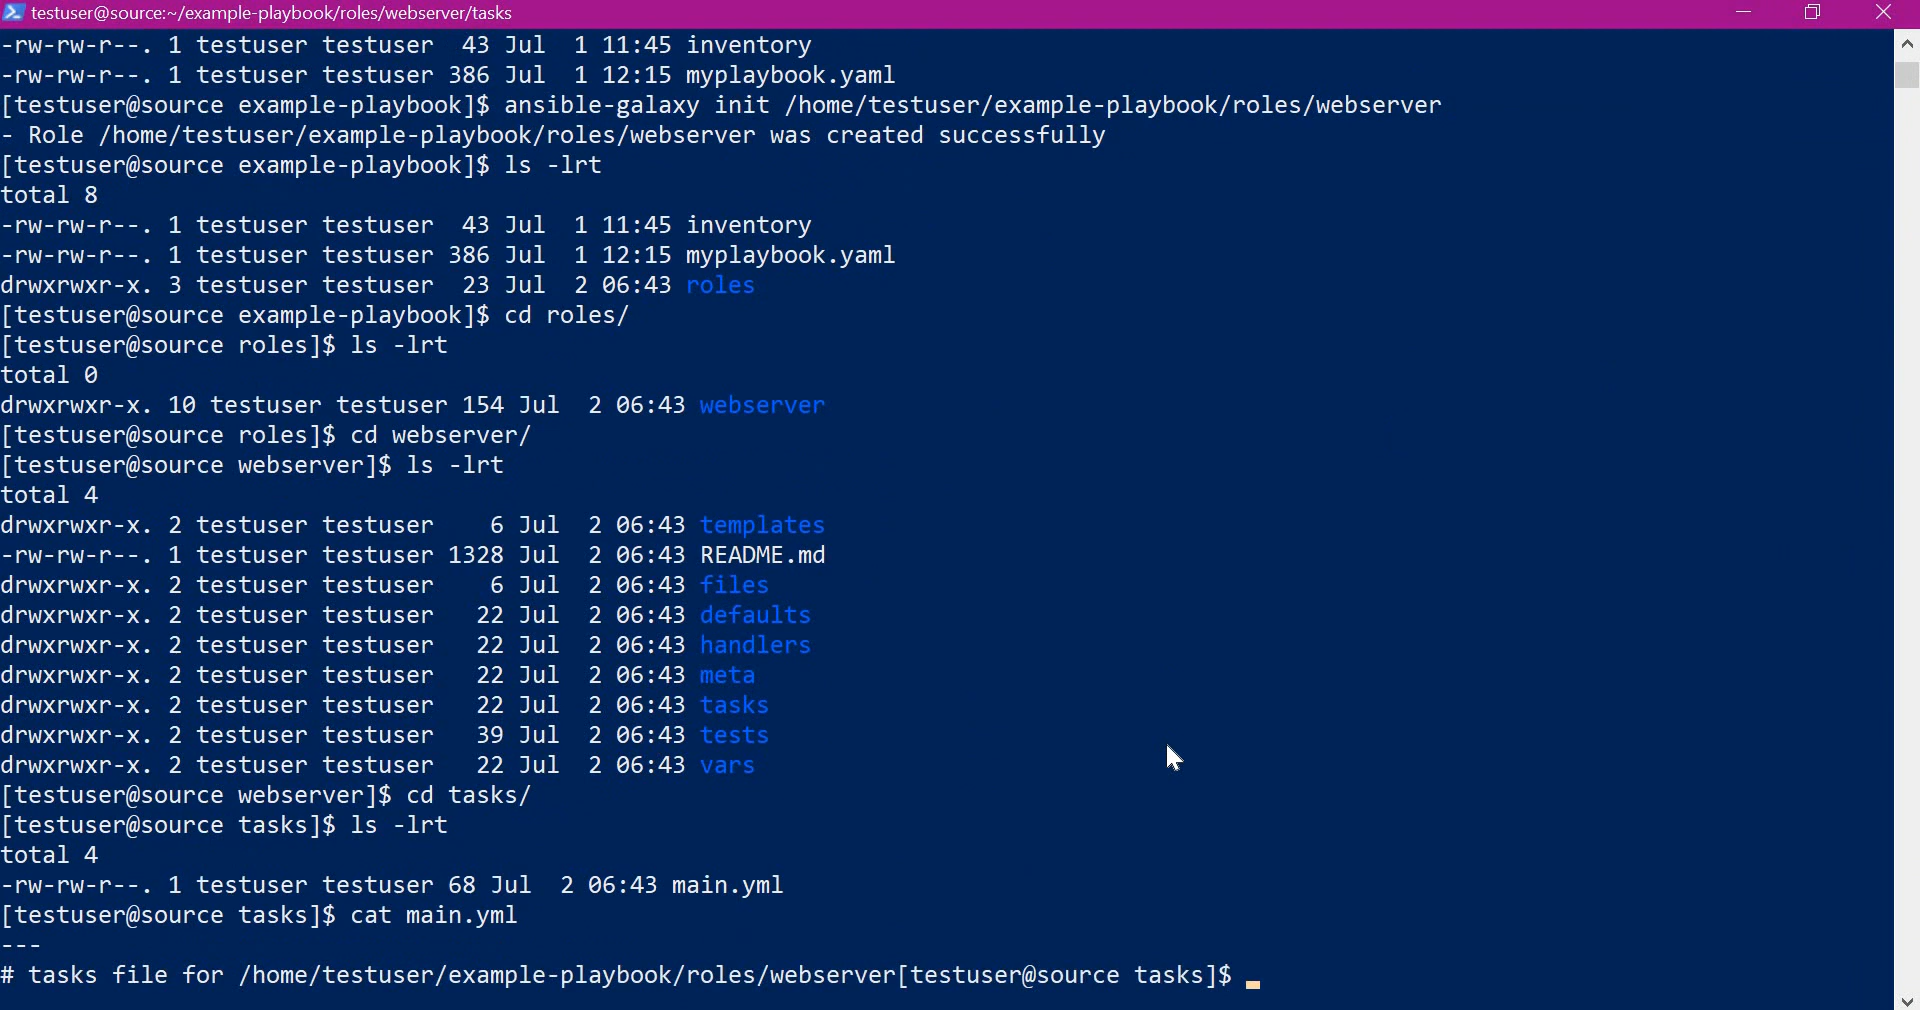 testuser@source:~/example-playbook/roles/webserver/tasks
-rw-rw-r--. 1 testuser testuser  43 Jul  1 11:45 inventory
-rw-rw-r--. 1 testuser testuser 386 Jul  1 12:15 myplaybook.yaml
[testuser@source example-playbook]$ ansible-galaxy init /home/testuser/example-playbook/roles/webserver
- Role /home/testuser/example-playbook/roles/webserver was created successfully
[testuser@source example-playbook]$ ls -lrt
total 8
-rw-rw-r--. 1 testuser testuser  43 Jul  1 11:45 inventory
-rw-rw-r--. 1 testuser testuser 386 Jul  1 12:15 myplaybook.yaml
drwxrwxr-x. 3 testuser testuser  23 Jul  2 06:43 roles
[testuser@source example-playbook]$ cd roles/
[testuser@source roles]$ ls -lrt
total 0
drwxrwxr-x. 10 testuser testuser 154 Jul  2 06:43 webserver
[testuser@source roles]$ cd webserver/
[testuser@source webserver]$ ls -lrt
total 4
drwxrwxr-x. 2 testuser testuser    6 Jul  2 06:43 templates
-rw-rw-r--. 1 testuser testuser 1328 Jul  2 06:43 README.md
drwxrwxr-x. 2 testuser testuser    6 Jul  2 06:43 files
drwxrwxr-x. 2 testuser testuser   22 Jul  2 06:43 defaults
drwxrwxr-x. 2 testuser testuser   22 Jul  2 06:43 handlers
drwxrwxr-x. 2 testuser testuser   22 Jul  2 06:43 meta
drwxrwxr-x. 2 testuser testuser   22 Jul  2 06:43 tasks
drwxrwxr-x. 2 testuser testuser   39 Jul  2 06:43 tests
drwxrwxr-x. 2 testuser testuser   22 Jul  2 06:43 vars
[testuser@source webserver]$ cd tasks/
[testuser@source tasks]$ ls -lrt
total 4
-rw-rw-r--. 1 testuser testuser 68 Jul  2 06:43 main.yml
[testuser@source tasks]$ cat main.yml
---
# tasks file for /home/testuser/example-playbook/roles/webserver[testuser@source tasks]$